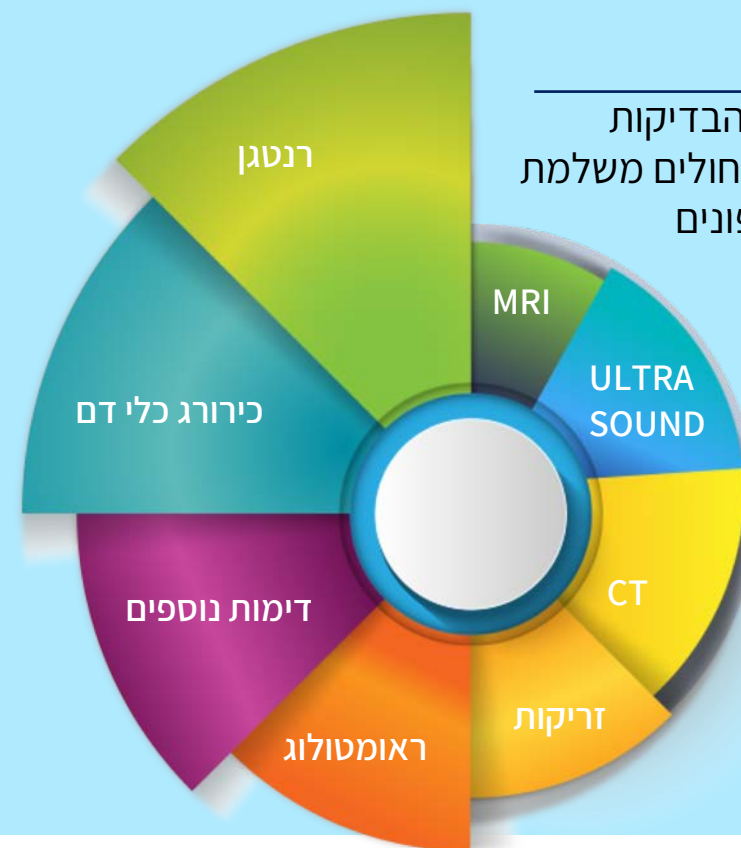 הבדיקות
חולים משלמת
רנטגן
MRI
ULTRA
SOUND
כירורג כלי דם
CT
דימות נוספים
זריקות
ראומטולוג